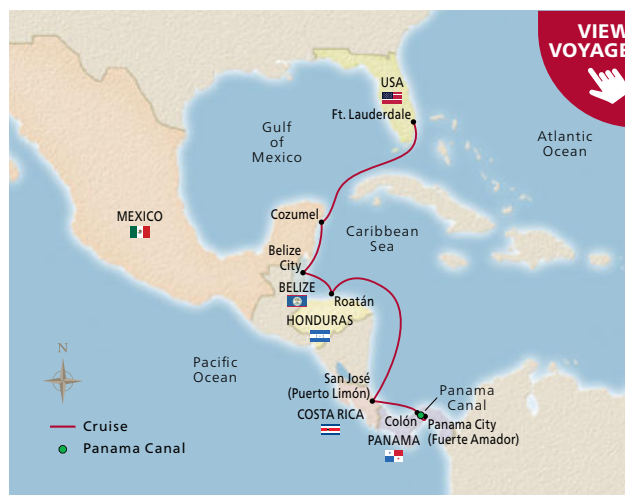 VIEW
VOYAGE
USA
Ft. Lauderdale
Gulf
of
Mexico
Atlantic
Ocean
MEXICO
Cozumel
Caribbean
Sea
Belize
City
BELIZE
Roatán
HONDURAS
N
Pacific
Ocean
San José
(Puerto Limón)
Panama
Canal
COSTA RICA
Colón
Panama City
(Fuerte Amador)
PANAMA
Cruise
Panama Canal